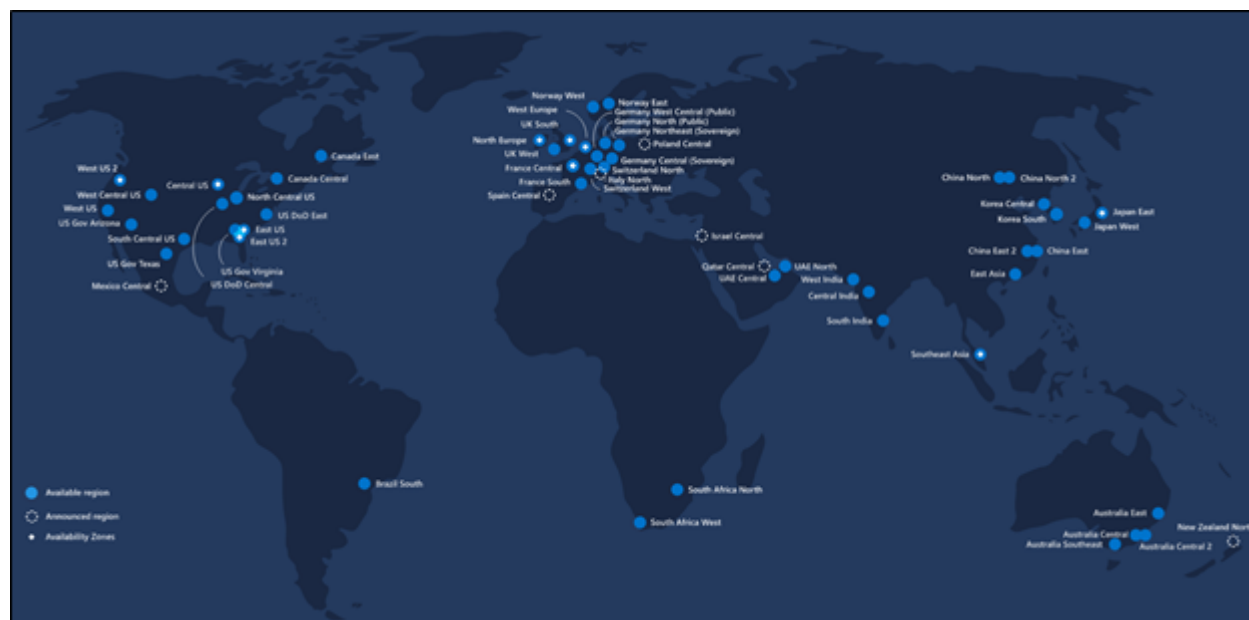 Norway West
Norway East
West Europe
Germany West Central (Public)
UK South
Germany North (Public)
Germany Northeast (Sovereign)
North Europe
Poland Central
UK West
Germany Central (Sovereign)
France Central
Switzerland North
Italy North
France South
Switzerland West
Spain Central
Canada East
West US 2
Canada Central
Central US
West Central US
North Central US
West US
US DoD East
US Gov Arizona
East US
South Central US
East US 2
US Gov Texas
US Gov Virginia
Mexico Central
US DoD Central
China North
China North 2
Korea Central
Japan East
Korea South
Japan West
Israel Central
China East 2
China East
Qatar Central
UAE North
UAE Central
West India
East Asia
Central India
South India
Southeast Asia
Brazil South
South Africa North
South Africa West
Available region
Announced region
Availability Zones
Australia East
New Zealand Nort
Australia Central
Australia Southeast
Australia Central 2